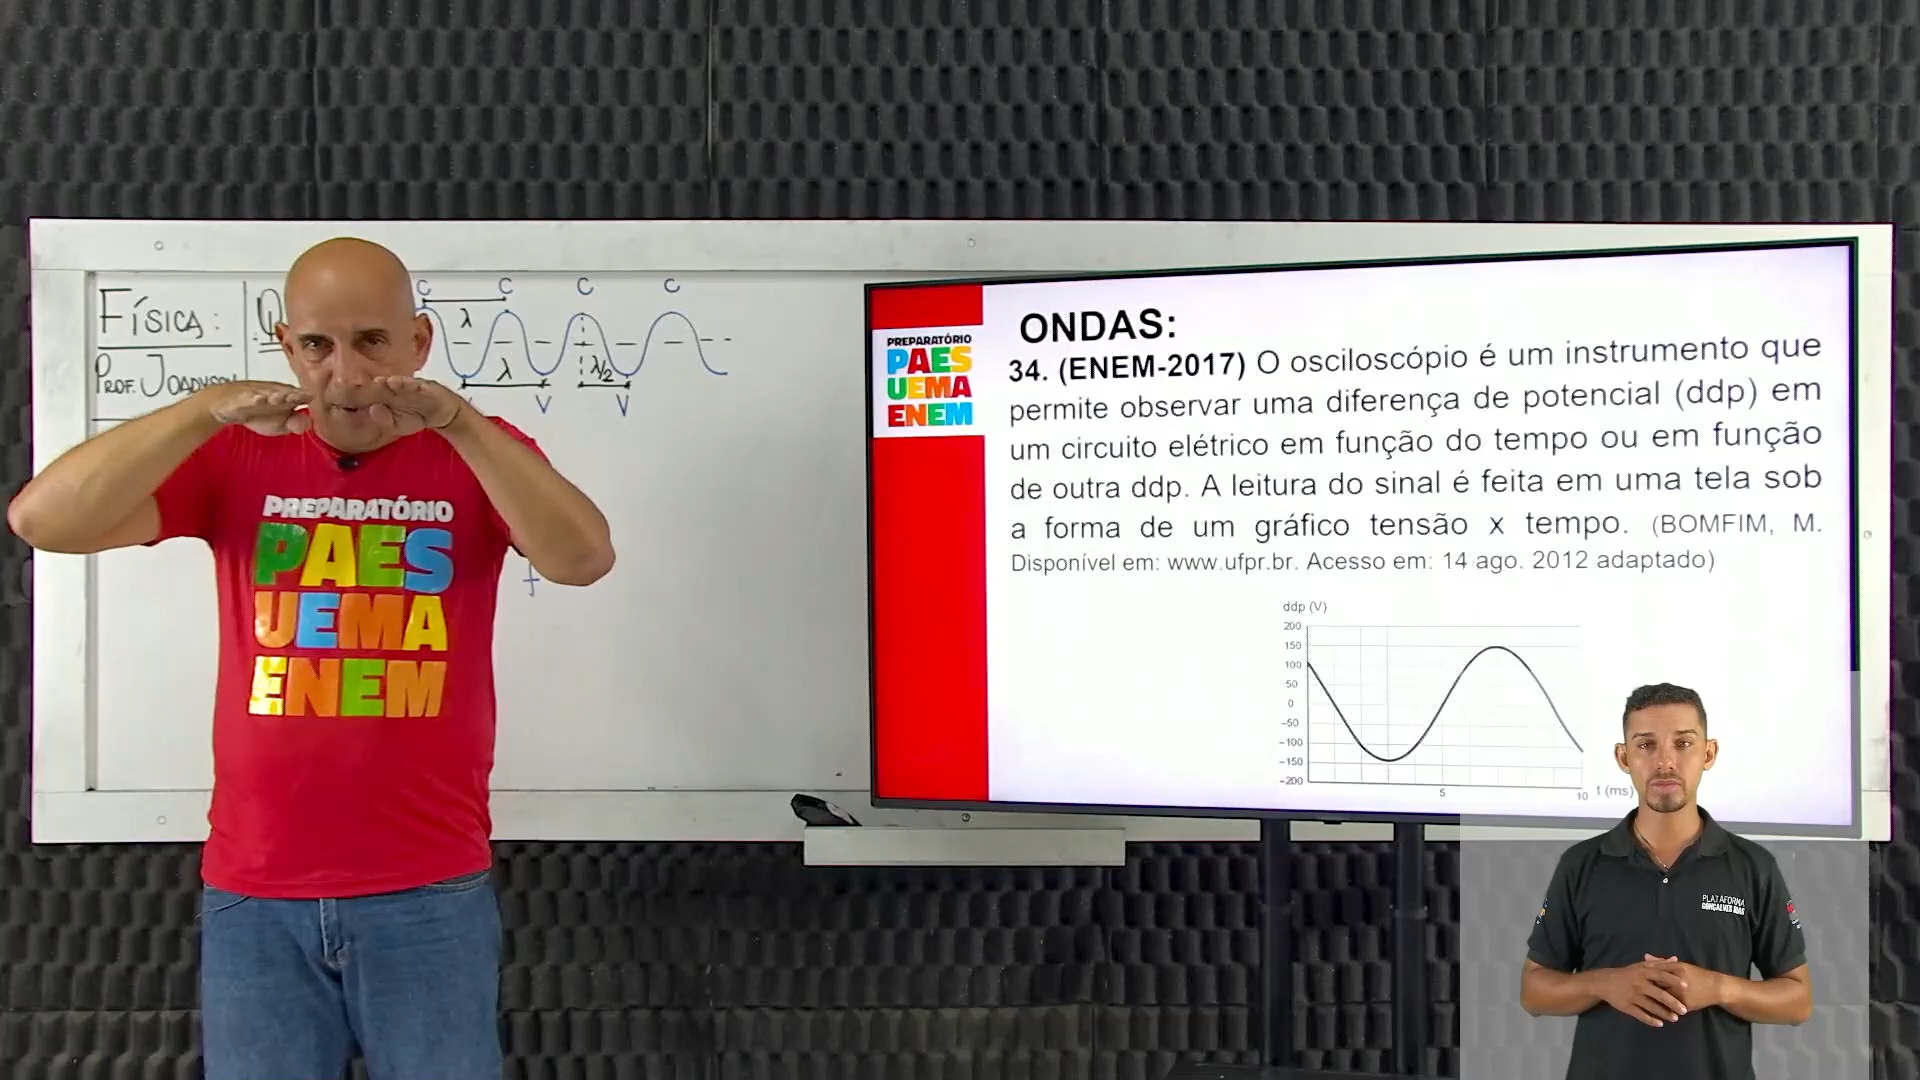 FÍSICA:
PROF. JOADYSON
C C C C
λ
λ λ/2
V V
f
PREPARATÓRIO
PAES
UEMA
ENEM
PREPARATÓRIO
PAES
UEMA
ENEM
ONDAS:
34. (ENEM-2017) O osciloscópio é um instrumento que
permite observar uma diferença de potencial (ddp) em
um circuito elétrico em função do tempo ou em função
de outra ddp. A leitura do sinal é feita em uma tela sob
a forma de um gráfico tensão x tempo. (BOMFIM, M.
Disponível em: www.ufpr.br. Acesso em: 14 ago. 2012 adaptado)
ddp (V)
200
150
100
50
0
−50
−100
−150
−200
5 10 t (ms)
PLATAFORMA
GONÇALVES DIAS